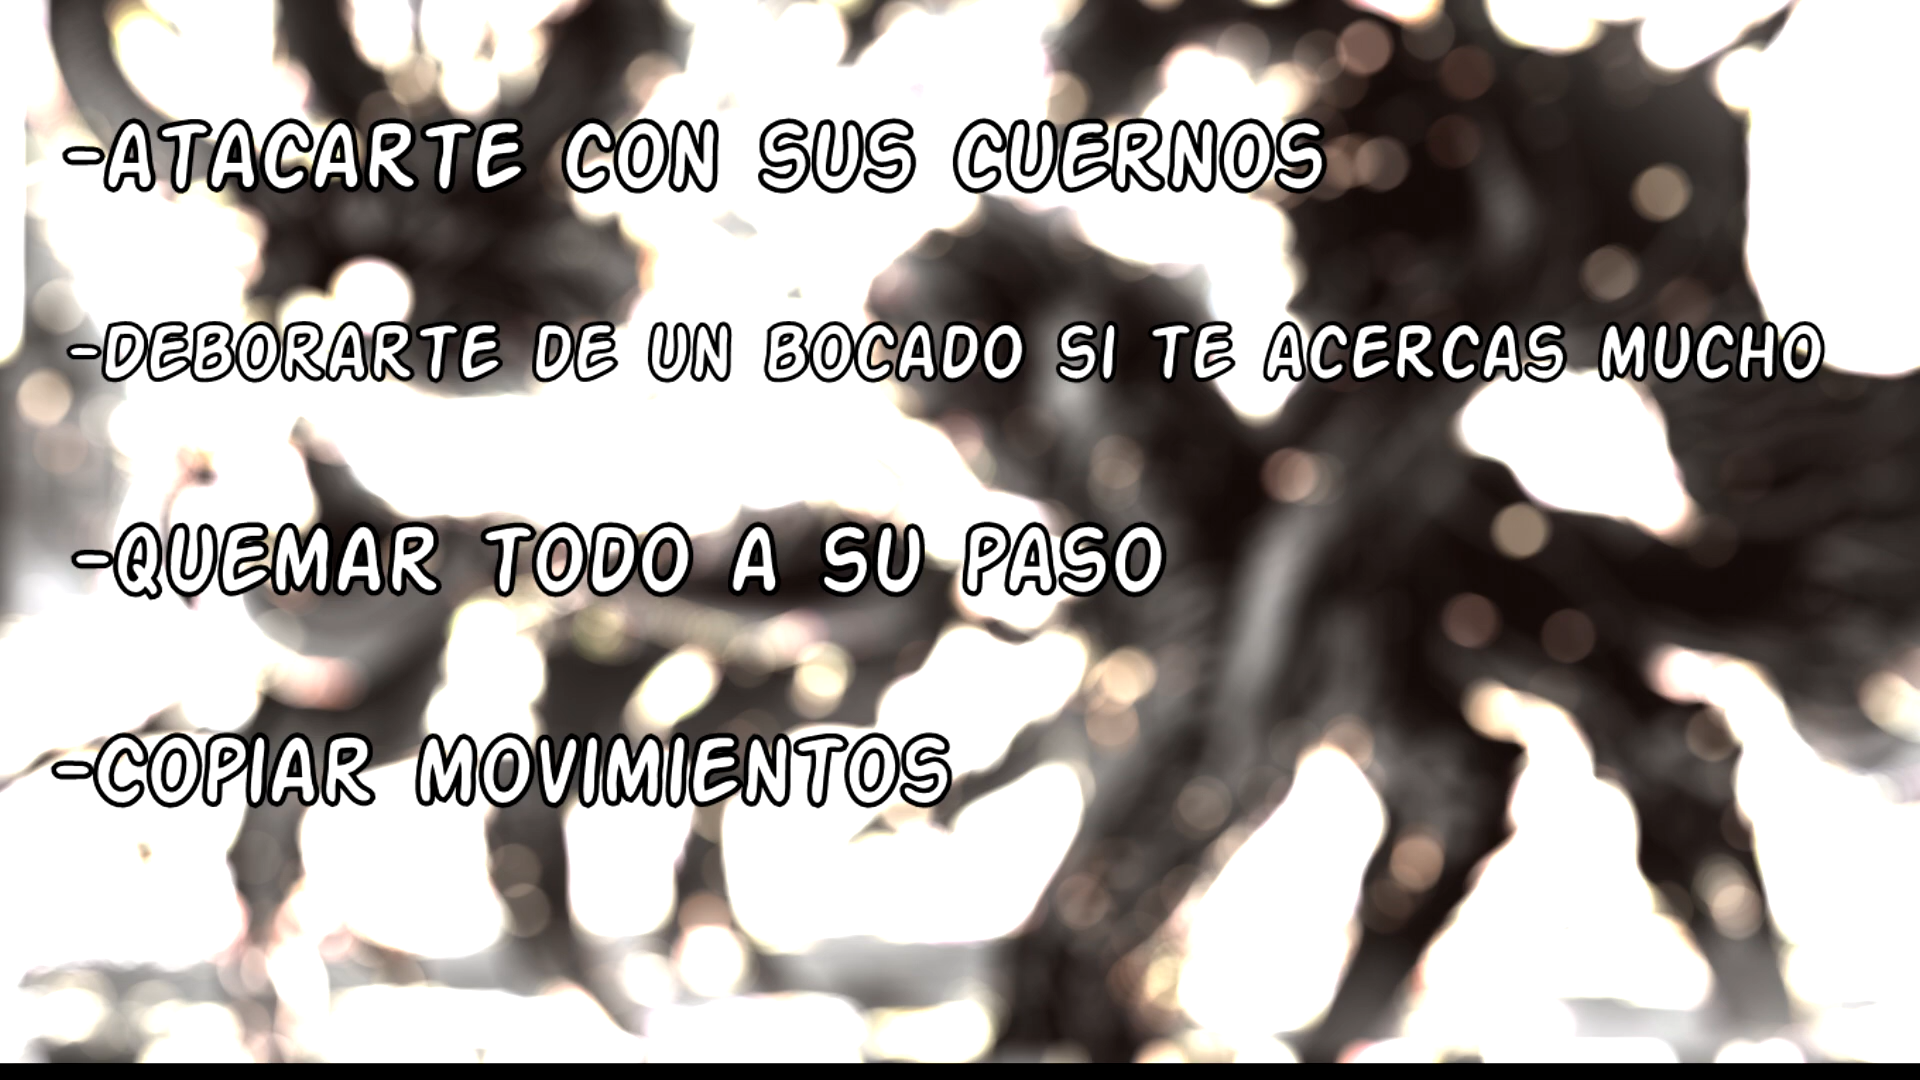 -ATACARTE CON SUS CUERNOS
-DEBORARTE DE UN BOCADO SI TE ACERCAS MUCHO
-QUEMAR TODO A SU PASO
-COPIAR MOVIMIENTOS